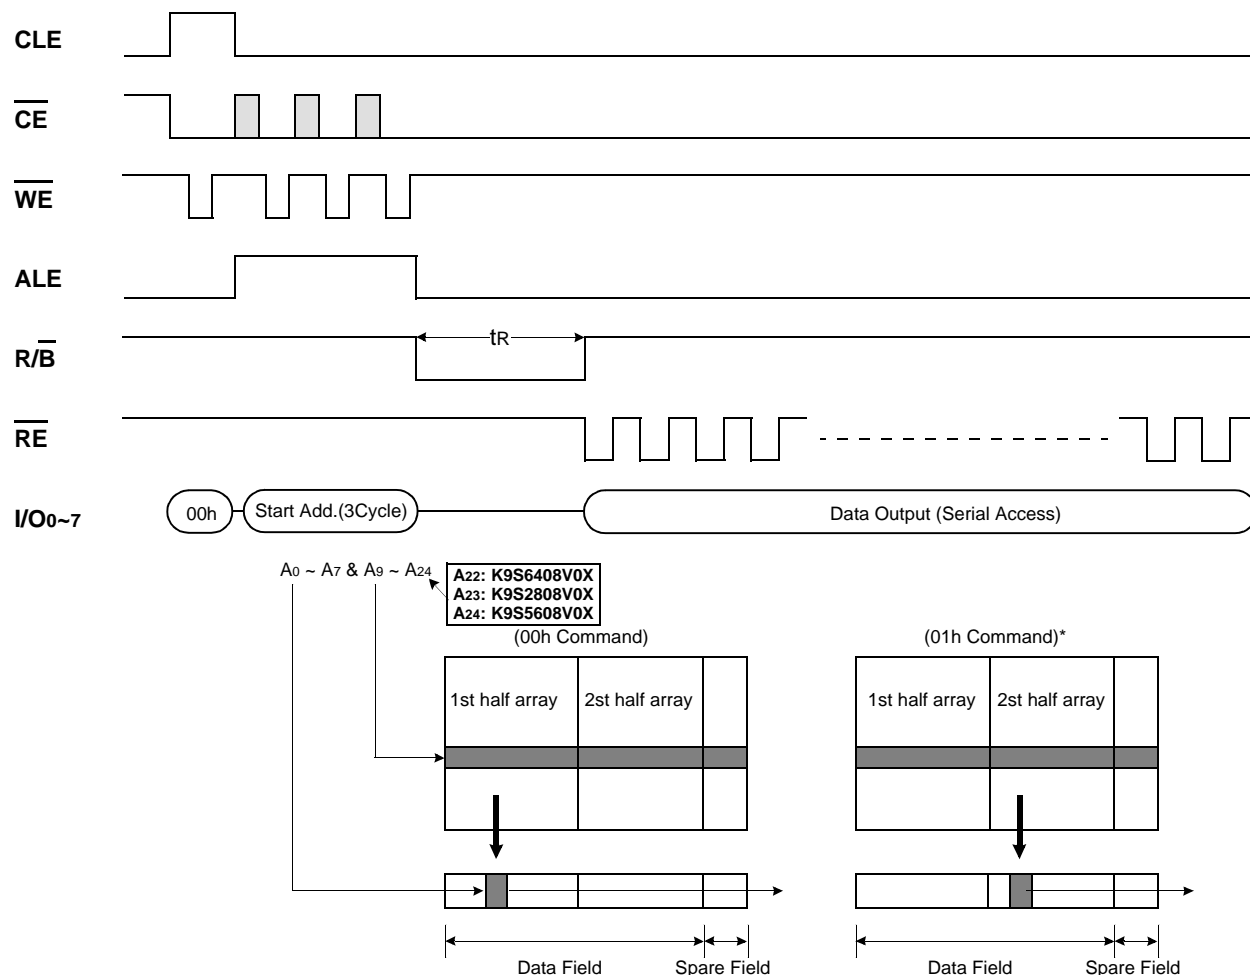 CLE
CE
WE
ALE
R/B
tR
RE
I/O0~7
00h
Start Add.(3Cycle)
Data Output (Serial Access)
A0 ~ A7 & A9 ~ A24
A22: K9S6408V0X
A23: K9S2808V0X
A24: K9S5608V0X
(00h Command)
(01h Command)*
1st half array
2st half array
1st half array
2st half array
Data Field
Spare Field
Data Field
Spare Field